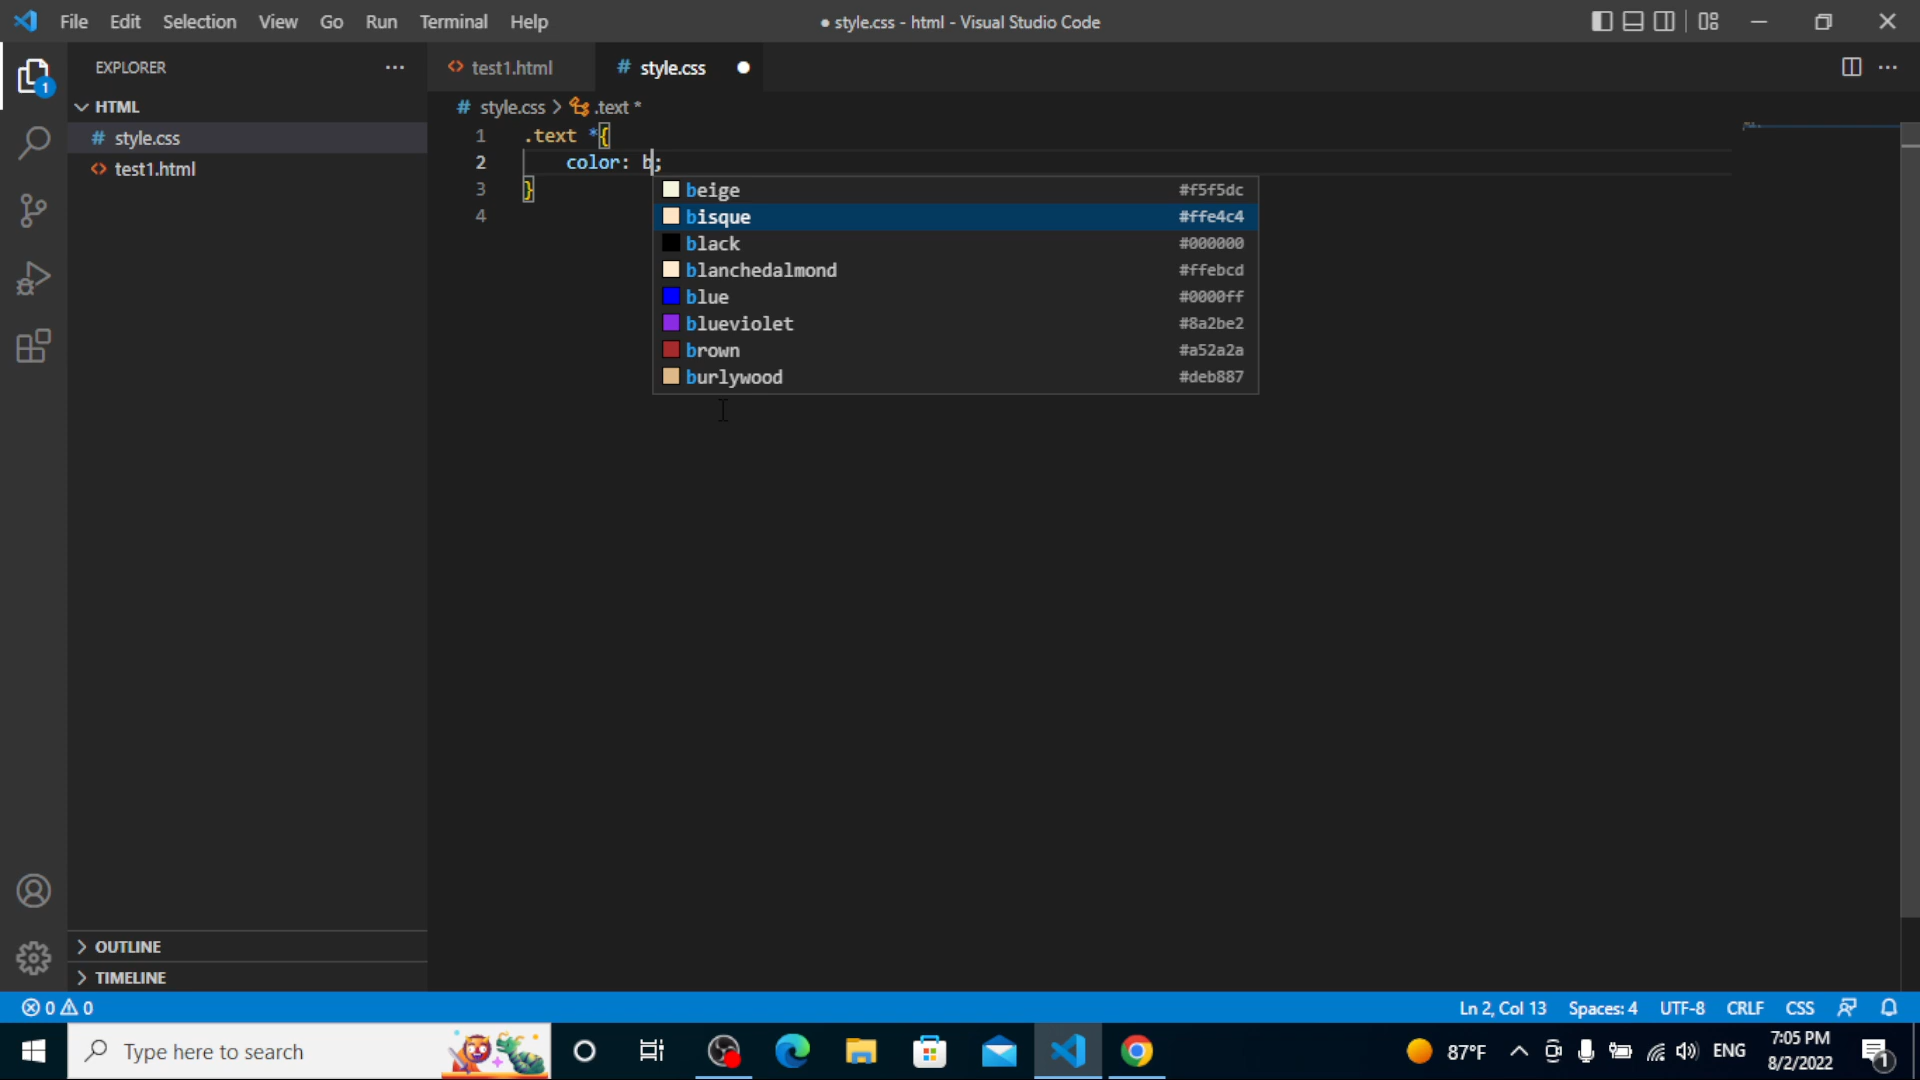 File Edit Selection View Go Run Terminal Help
● style.css - html - Visual Studio Code
EXPLORER
test1.html
# style.css
HTML
# style.css > .text *
# style.css
test1.html
1 .text *{
2 color: b;
3 }
4
beige #f5f5dc
bisque #ffe4c4
black #000000
blanchedalmond #ffebcd
blue #0000ff
blueviolet #8a2be2
brown #a52a2a
burlywood #deb887
1
OUTLINE
TIMELINE
0 0
Ln 2, Col 13 Spaces: 4 UTF-8 CRLF CSS
Type here to search
87°F
ENG
7:05 PM
8/2/2022
1